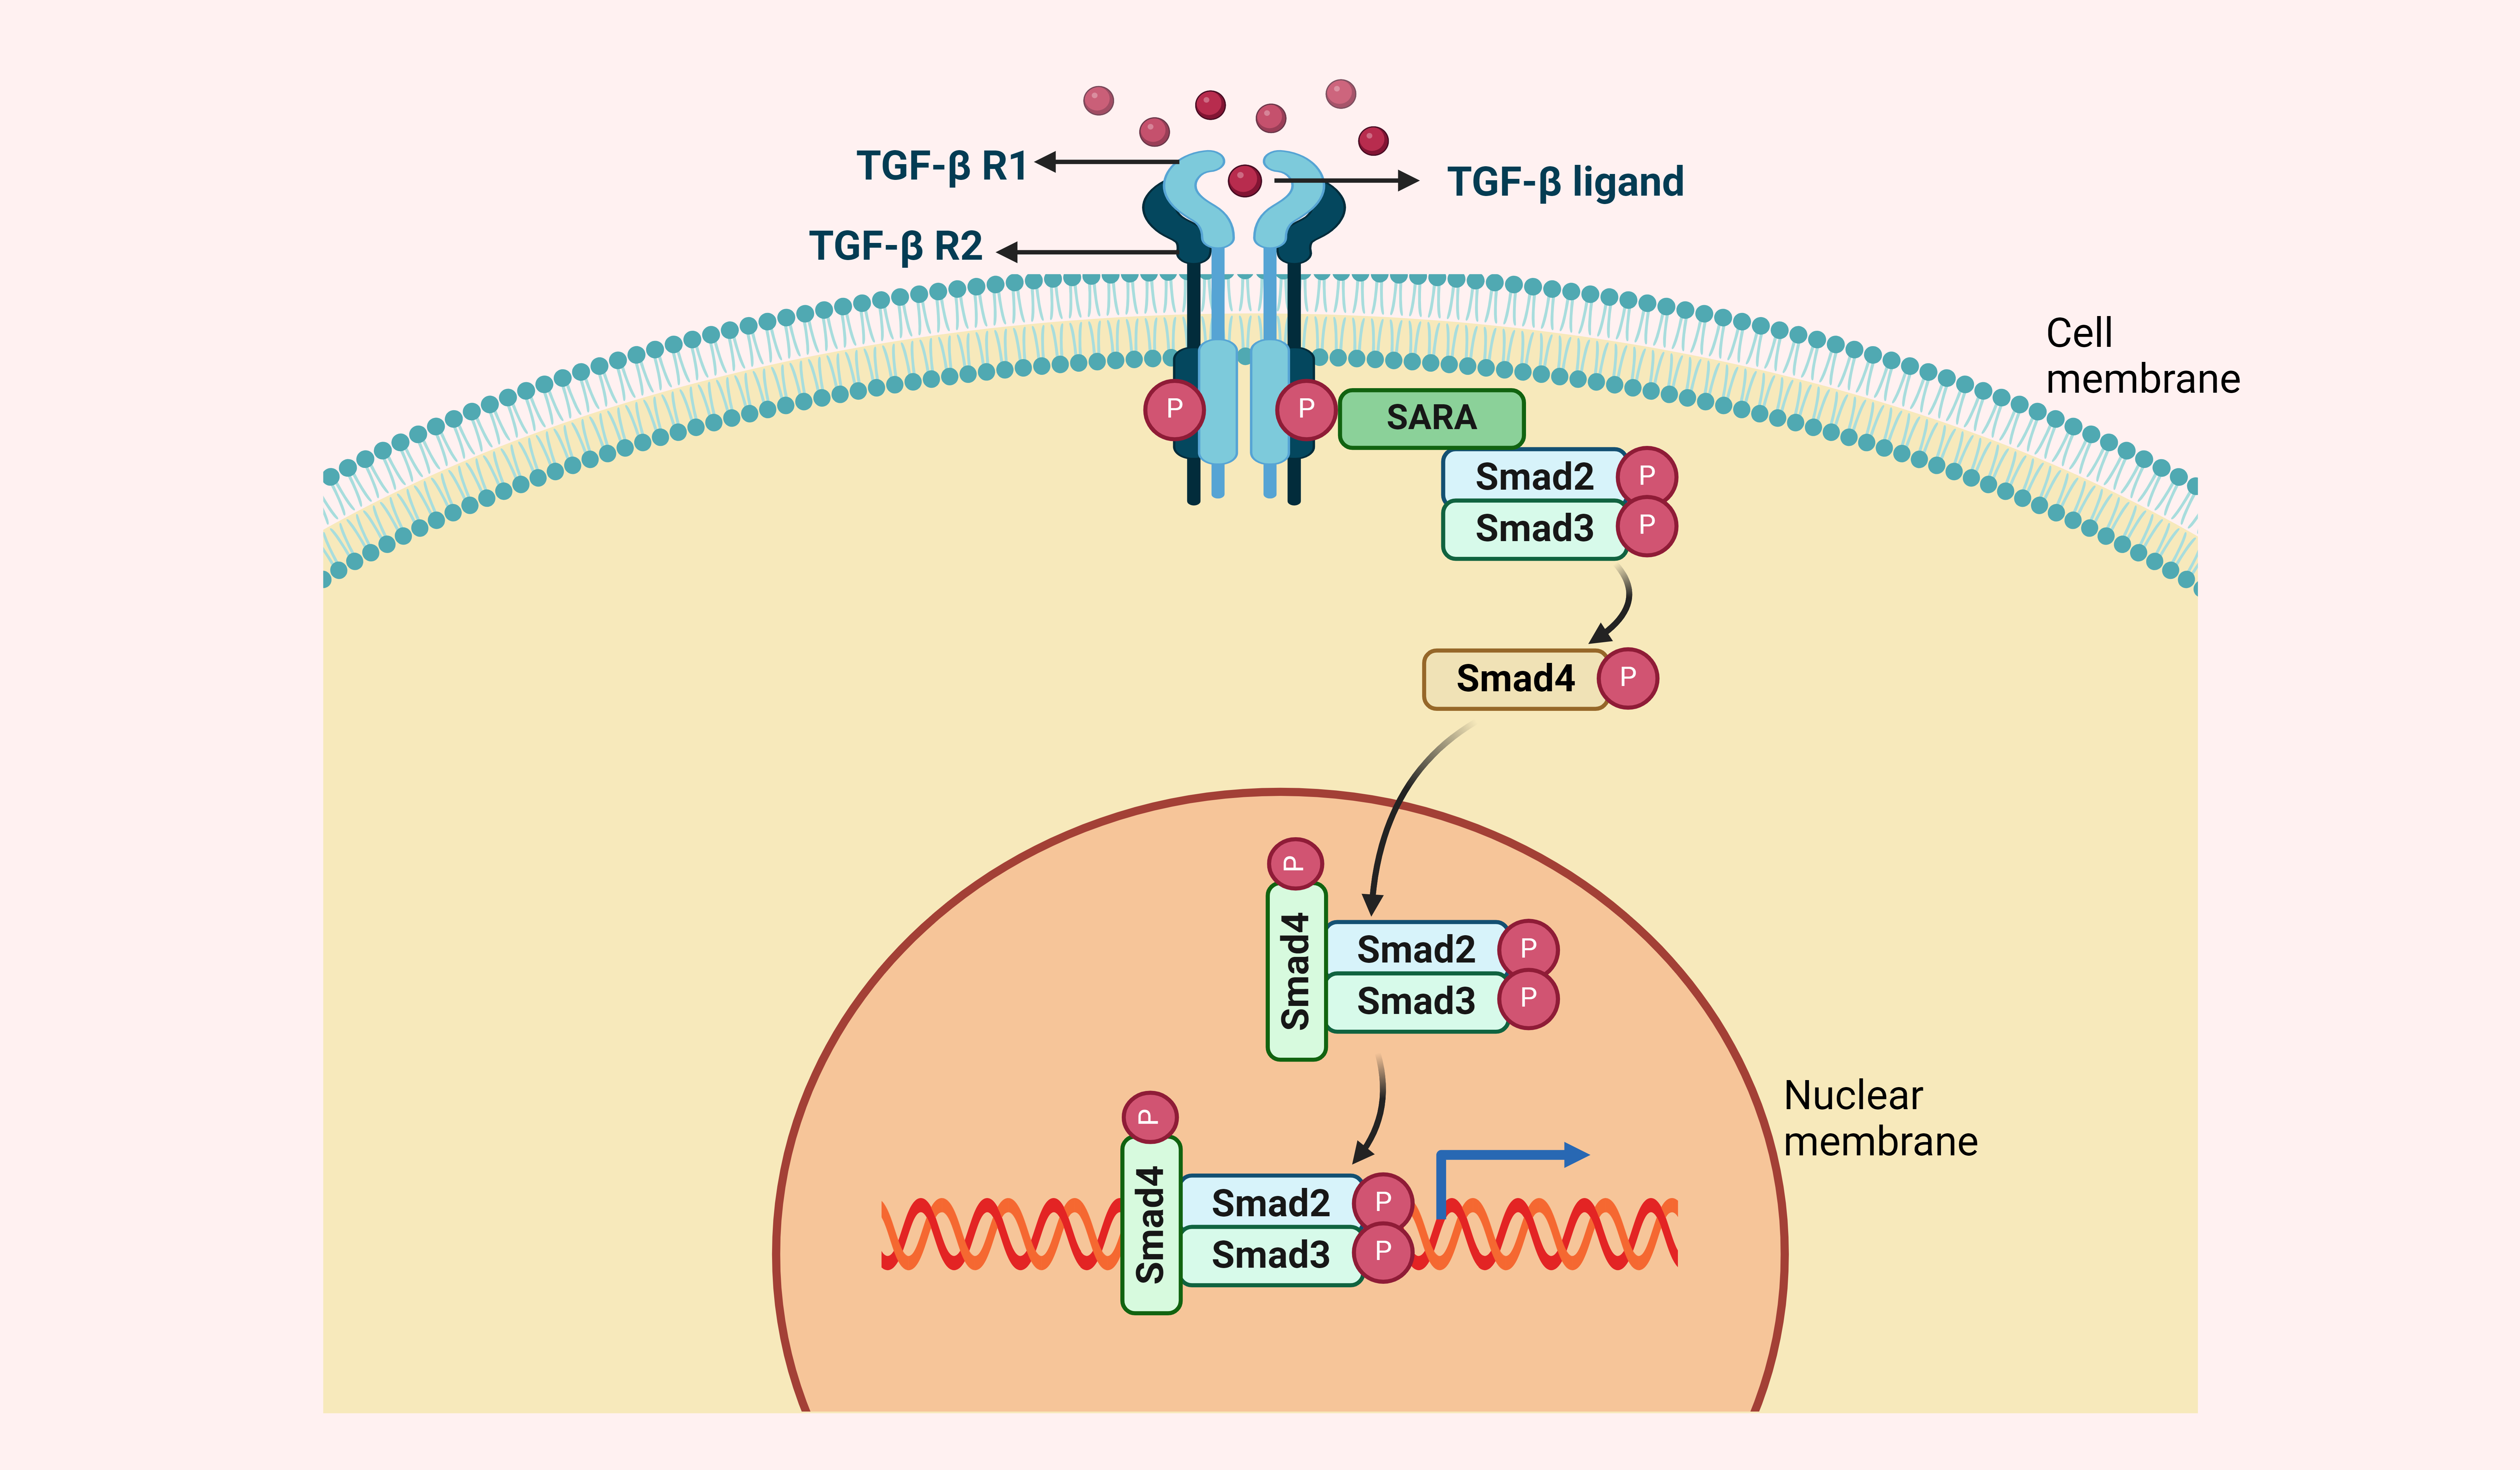 TGF-β R1
TGF-β ligand
TGF-β R2
Cell
membrane
P
P
SARA
Smad2
P
Smad3
P
Smad4
P
P
Smad4
Smad2
P
Smad3
P
Nuclear
membrane
P
Smad4
Smad2
P
Smad3
P